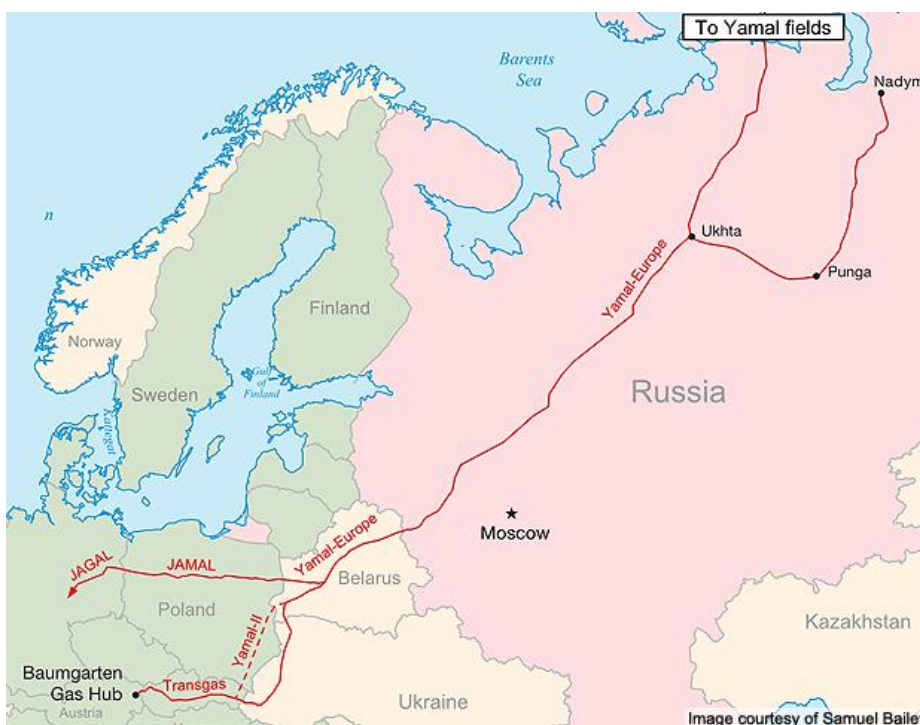 To Yamal fields
Barents
Sea
Nadym
Ukhta
Punga
Yamal-Europe
Finland
Norway
n
Sweden
Gulf
of
Finland
Kattegat
Russia
Moscow
Yamal-Europe
JAGAL
JAMAL
Belarus
Poland
Kazakhstan
Yamal-II
Baumgarten
Gas Hub
Transgas
Austria
Ukraine
Image courtesy of Samuel Baile